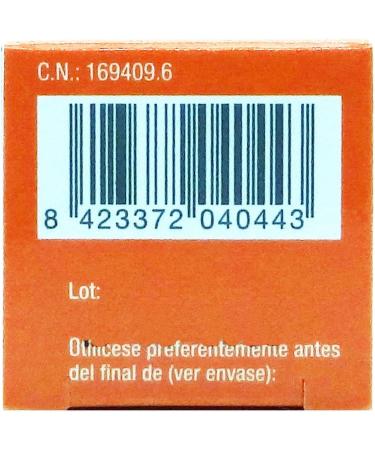 C.N.: 169409.6
8 423372 040443
Lot:
Utilícese preferentemente antes
del final de (ver envase):